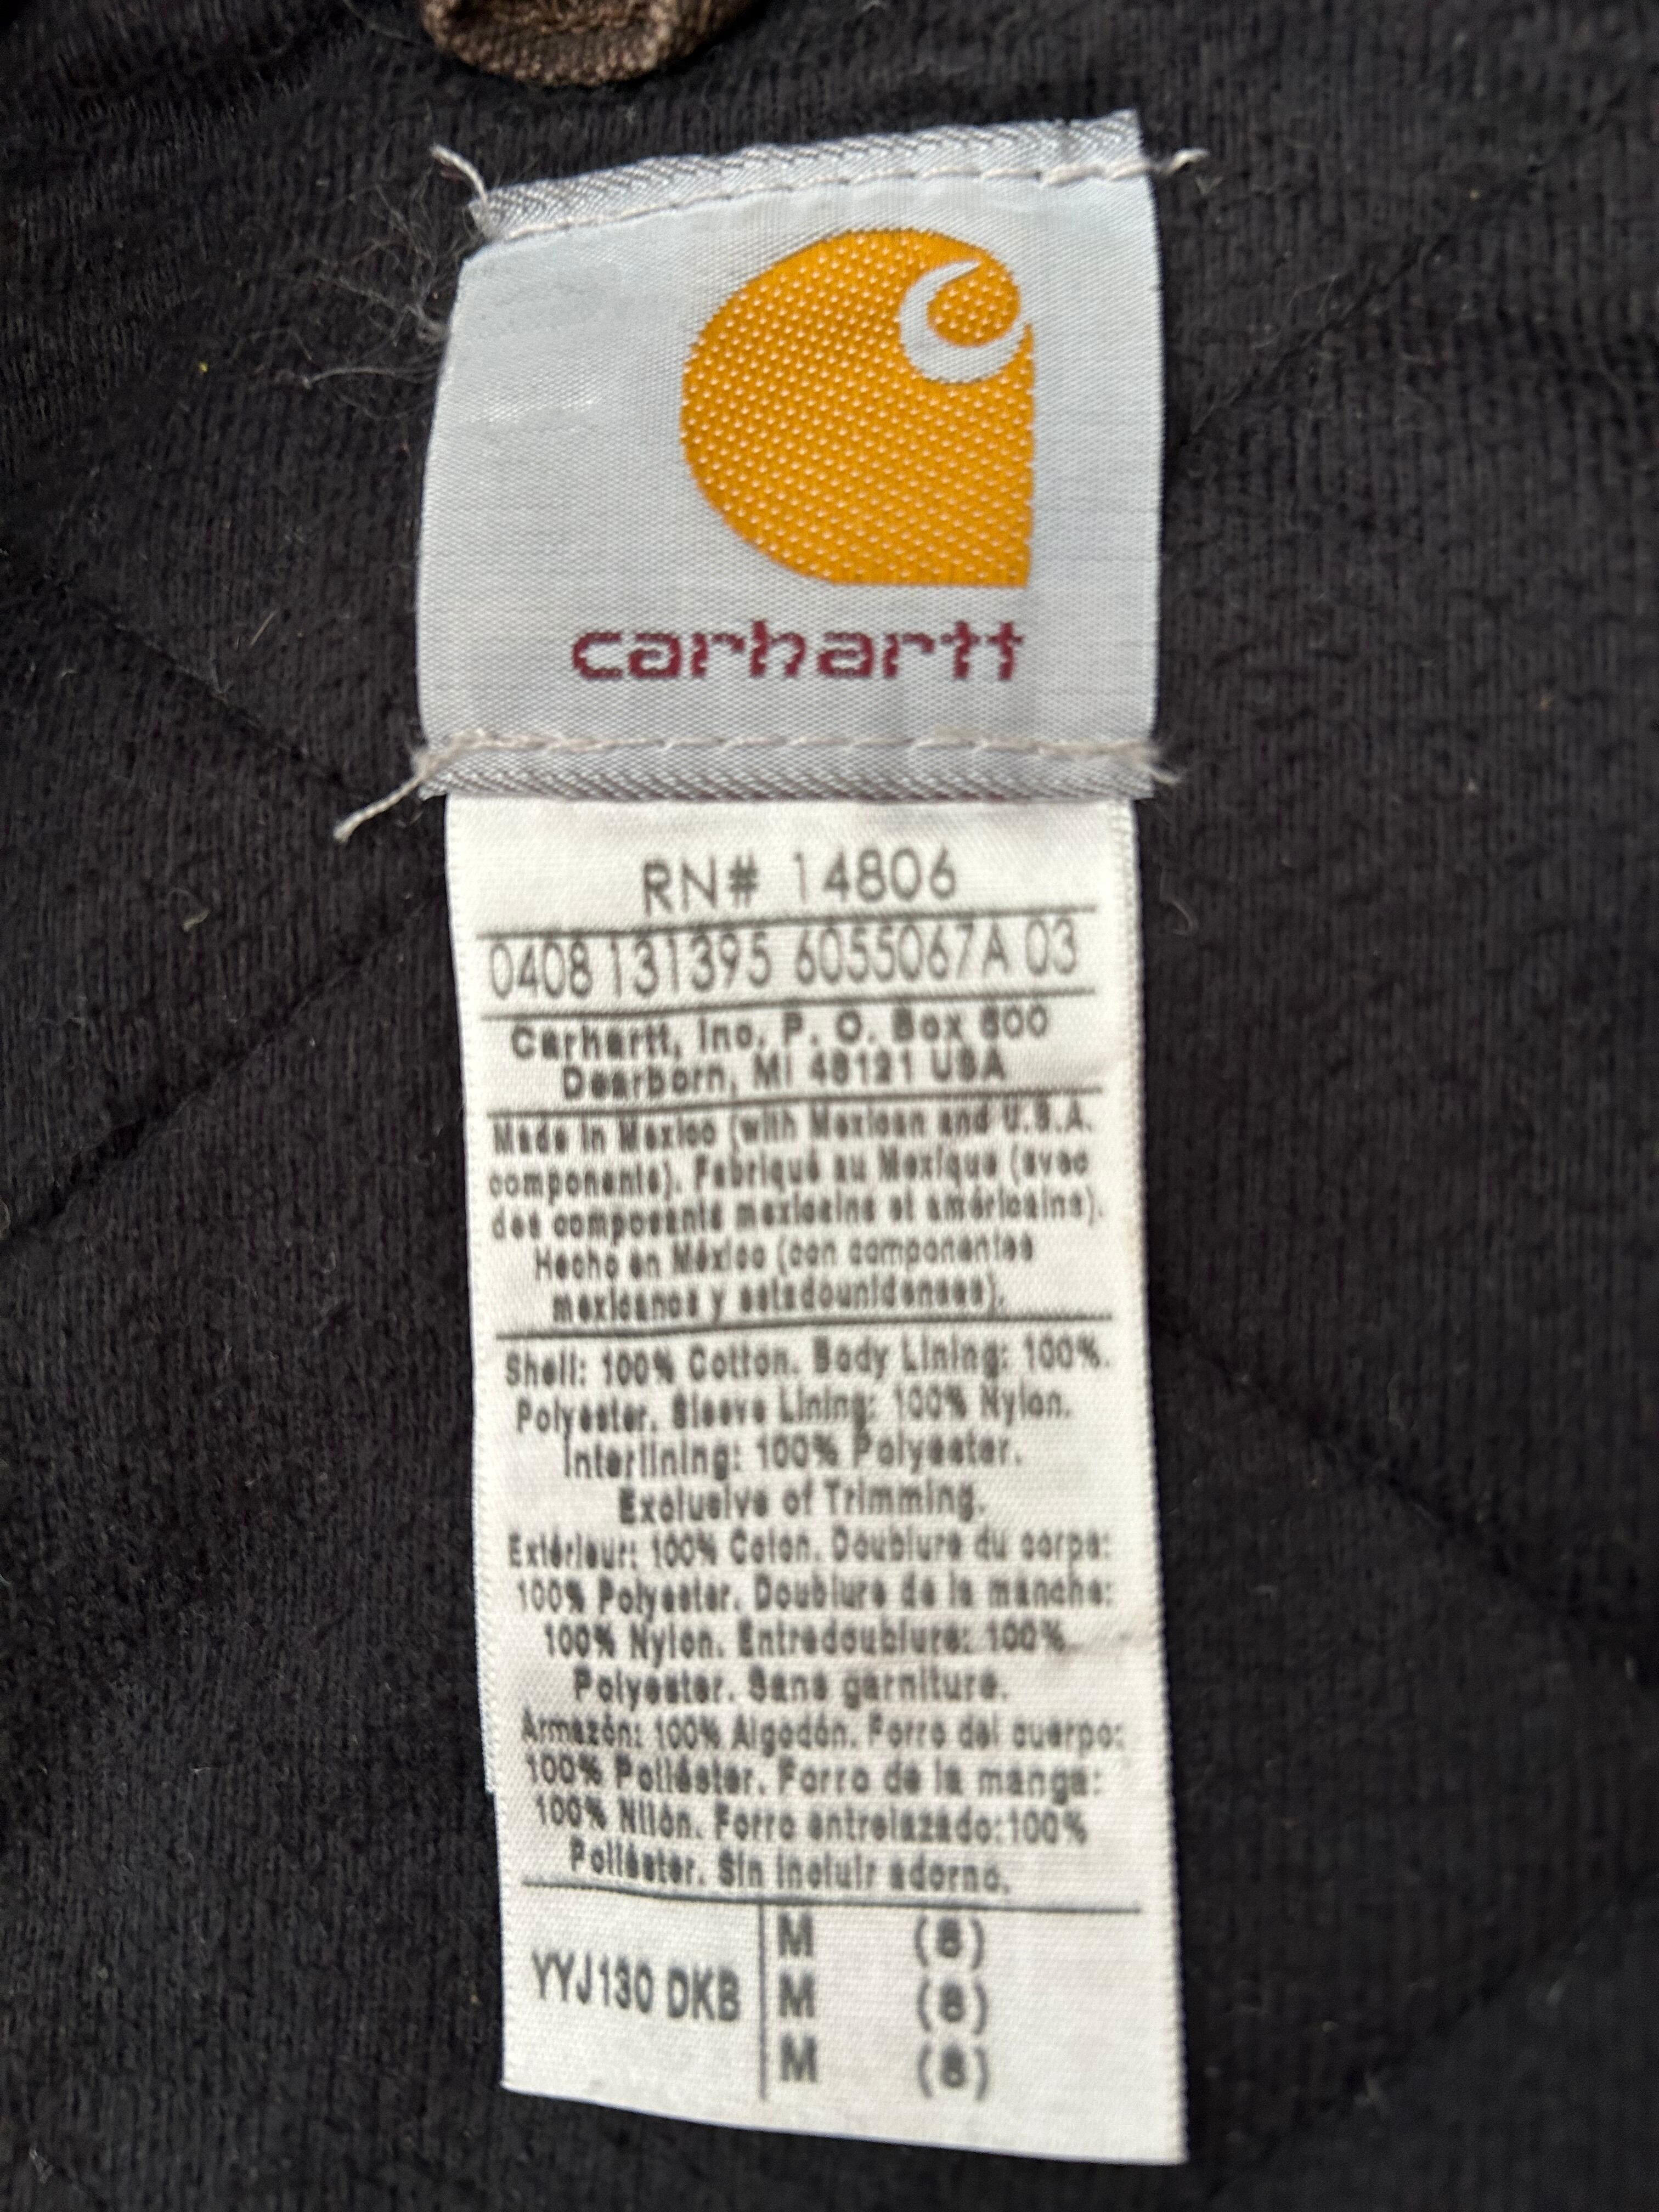 carhartt
RN# 14806
0408 131395 6055067A 03
Carhartt, Inc. P. O. Box 600
Dearborn, MI 48121 USA
Made in Mexico (with Mexican and U.S.A.
components). Fabriqué au Mexique (avec
des composants mexicains et américains).
Hecho en México (con componentes
mexicanos y estadounidenses).
Shell: 100% Cotton. Body Lining: 100%.
Polyester. Sleeve Lining: 100% Nylon.
Interlining: 100% Polyester.
Exclusive of Trimming.
Extérieur: 100% Coton. Doublure du corps:
100% Polyester. Doublure de la manche:
100% Nylon. Entredoublure: 100%
Polyester. Sans garniture.
Armazón: 100% Algodón. Forro del cuerpo:
100% Poliéster. Forro de la manga:
100% Nilón. Forro entrelazado:100%
Poliéster. Sin incluir adorno.
YYJ130 DKB
M (8)
M (8)
M (8)